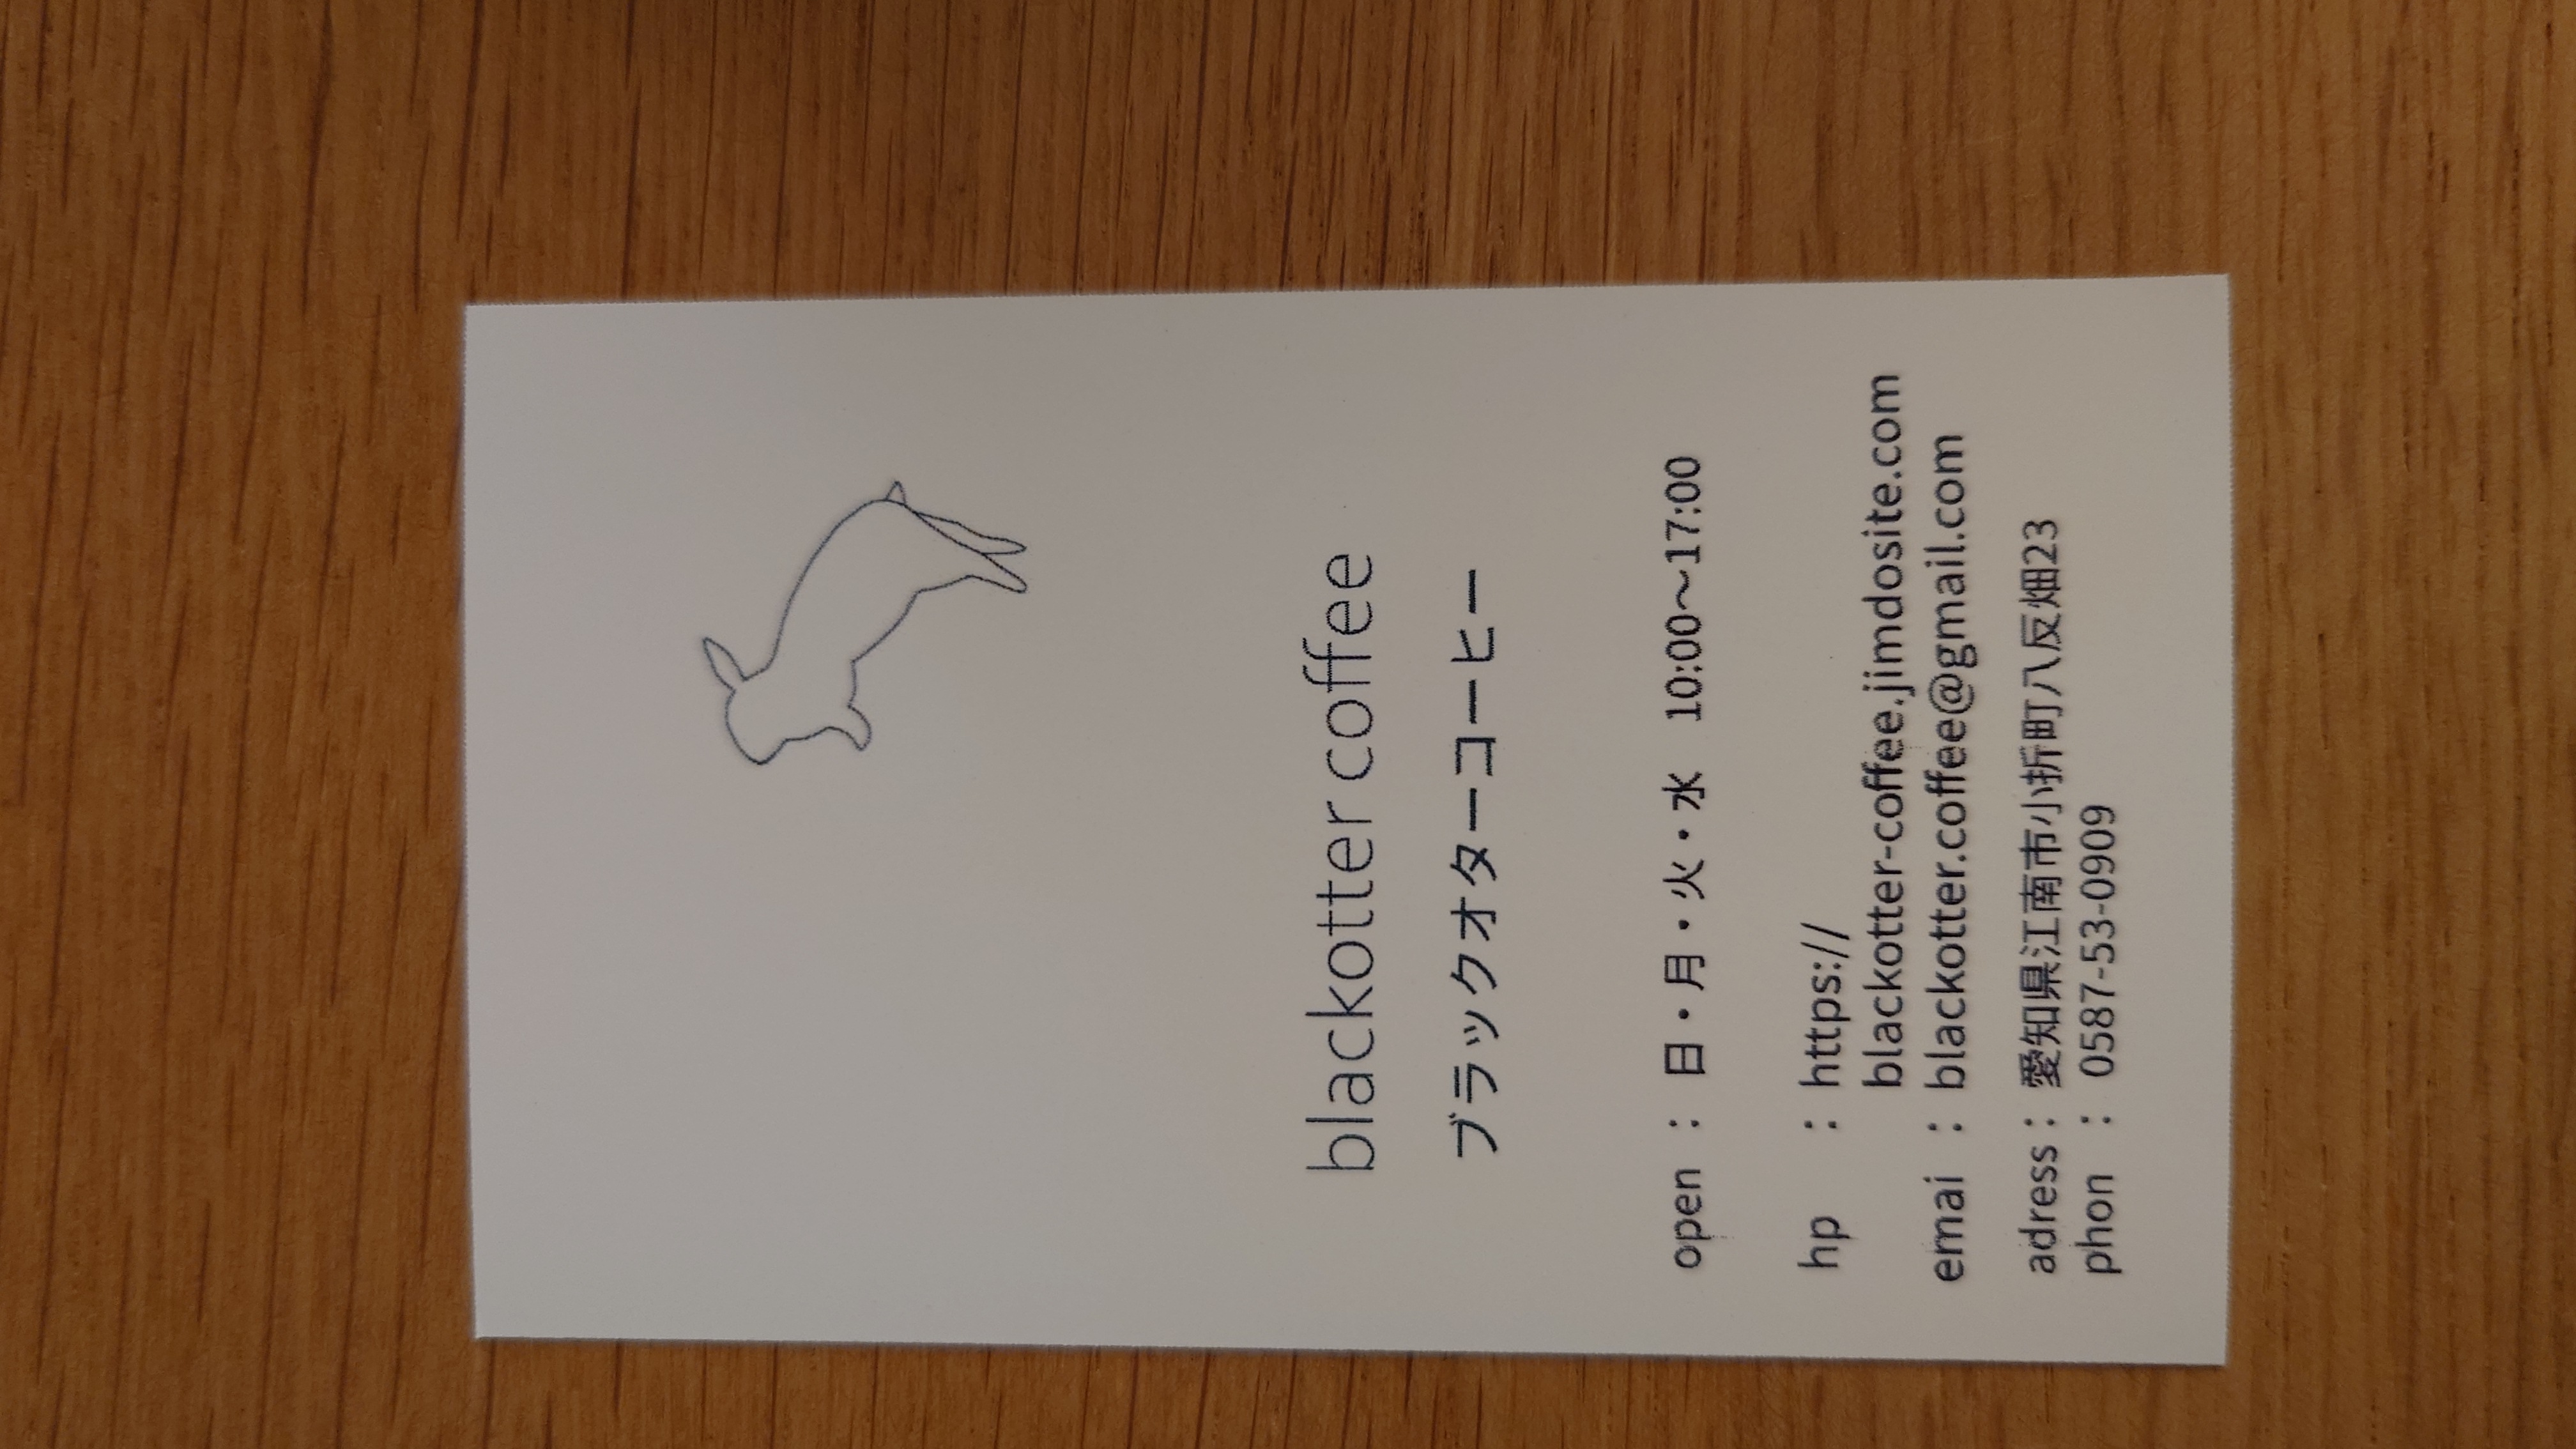 blackotter coffee
ブラックオターコーヒー
open : 日・月・火・水 10:00～17:00
hp : https://
blackotter-coffee.jimdosite.com
emai : blackotter.coffee@gmail.com
adress : 愛知県江南市小折町八反畑23
phon : 0587-53-0909